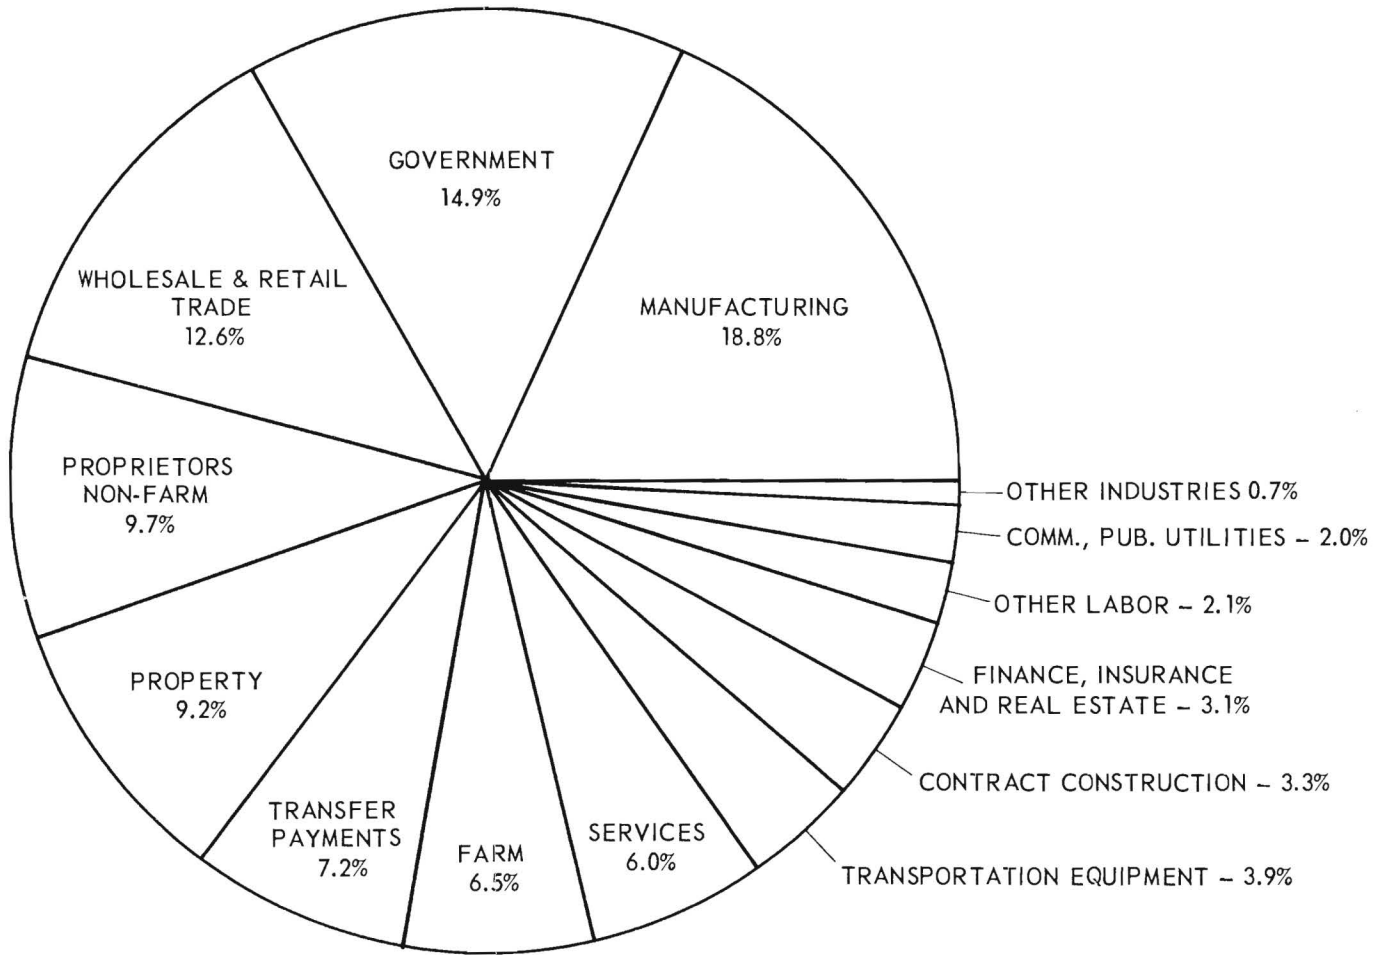 GOVERNMENT
14.9%
WHOLESALE & RETAIL
TRADE
12.6%
MANUFACTURING
18.8%
PROPRIETORS
NON-FARM
9.7%
OTHER INDUSTRIES 0.7%
COMM., PUB. UTILITIES – 2.0%
OTHER LABOR – 2.1%
FINANCE, INSURANCE
AND REAL ESTATE – 3.1%
PROPERTY
9.2%
CONTRACT CONSTRUCTION – 3.3%
TRANSFER
PAYMENTS
7.2%
FARM
6.5%
SERVICES
6.0%
TRANSPORTATION EQUIPMENT – 3.9%